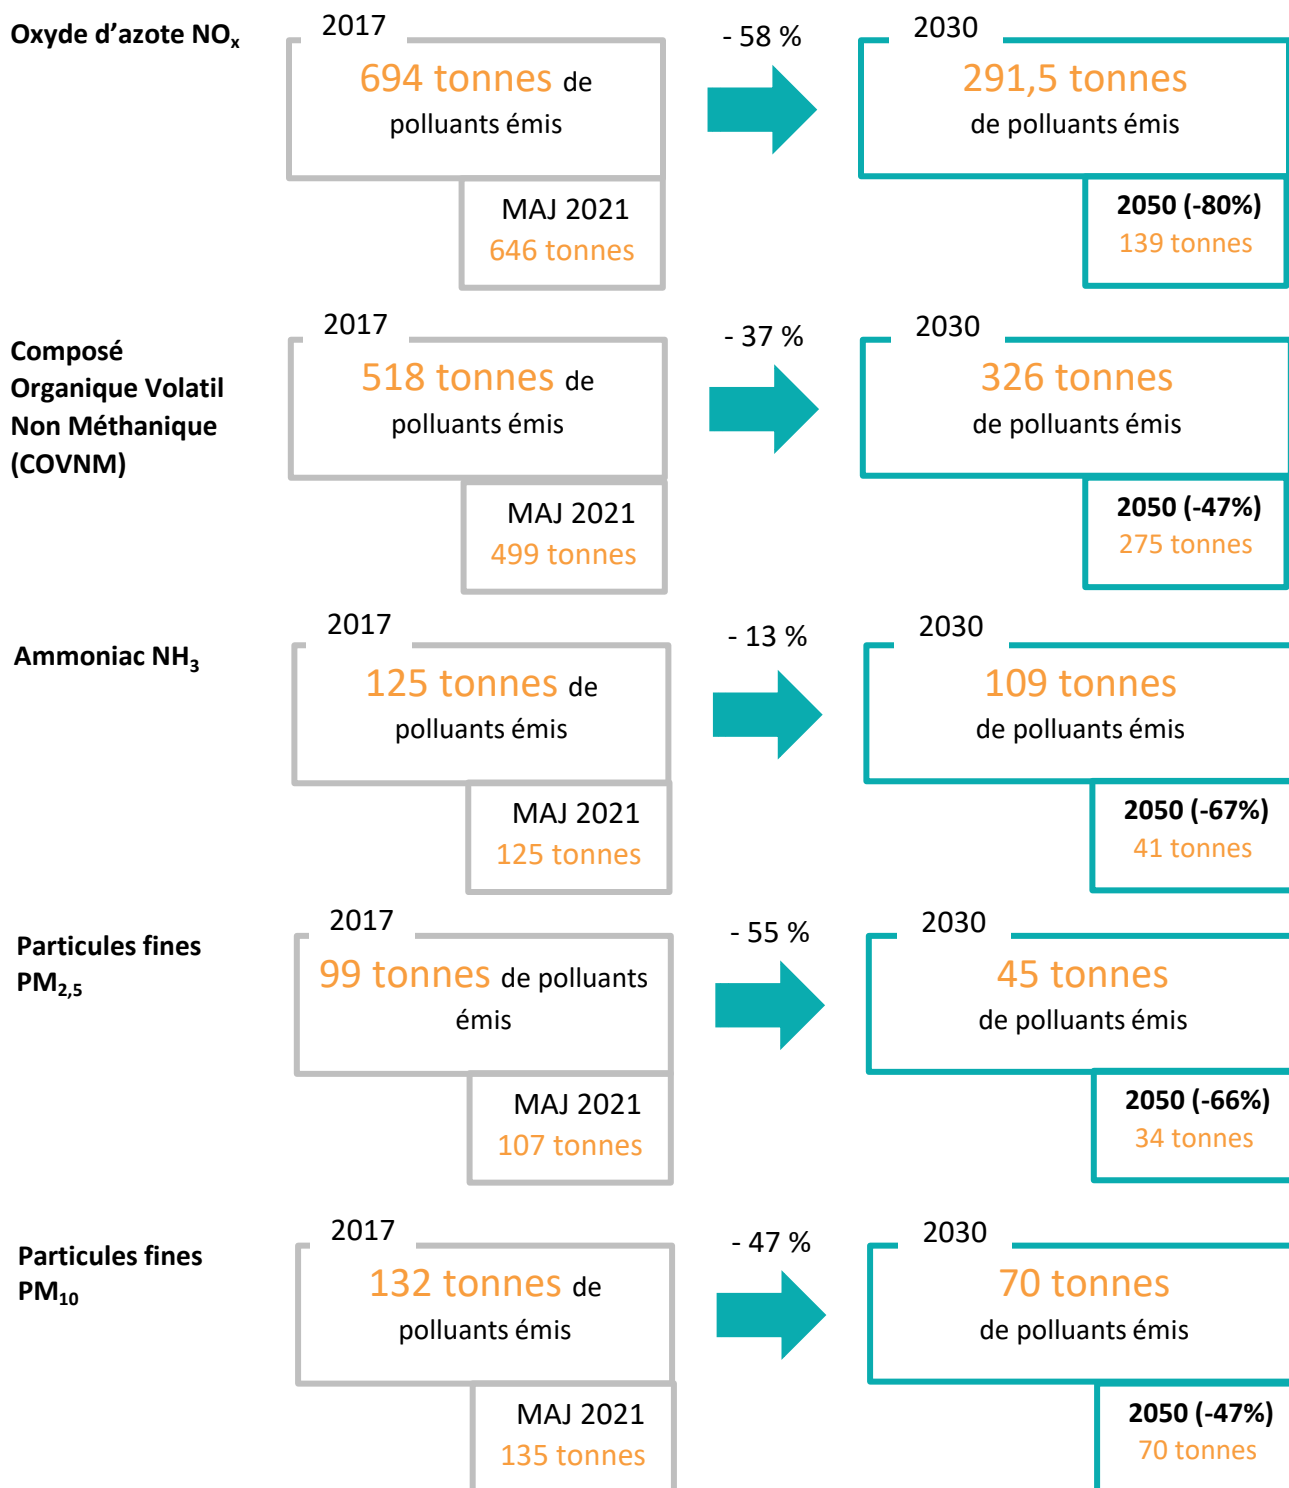 Oxyde d'azote NOx
2017
694 tonnes de
polluants émis
MAJ 2021
646 tonnes
- 58 %
2030
291,5 tonnes
de polluants émis
2050 (-80%)
139 tonnes
Composé
Organique Volatil
Non Méthanique
(COVNM)
2017
518 tonnes de
polluants émis
MAJ 2021
499 tonnes
- 37 %
2030
326 tonnes
de polluants émis
2050 (-47%)
275 tonnes
Ammoniac NH3
2017
125 tonnes de
polluants émis
MAJ 2021
125 tonnes
- 13 %
2030
109 tonnes
de polluants émis
2050 (-67%)
41 tonnes
Particules fines
PM2,5
2017
99 tonnes de polluants
émis
MAJ 2021
107 tonnes
- 55 %
2030
45 tonnes
de polluants émis
2050 (-66%)
34 tonnes
Particules fines
PM10
2017
132 tonnes de
polluants émis
MAJ 2021
135 tonnes
- 47 %
2030
70 tonnes
de polluants émis
2050 (-47%)
70 tonnes